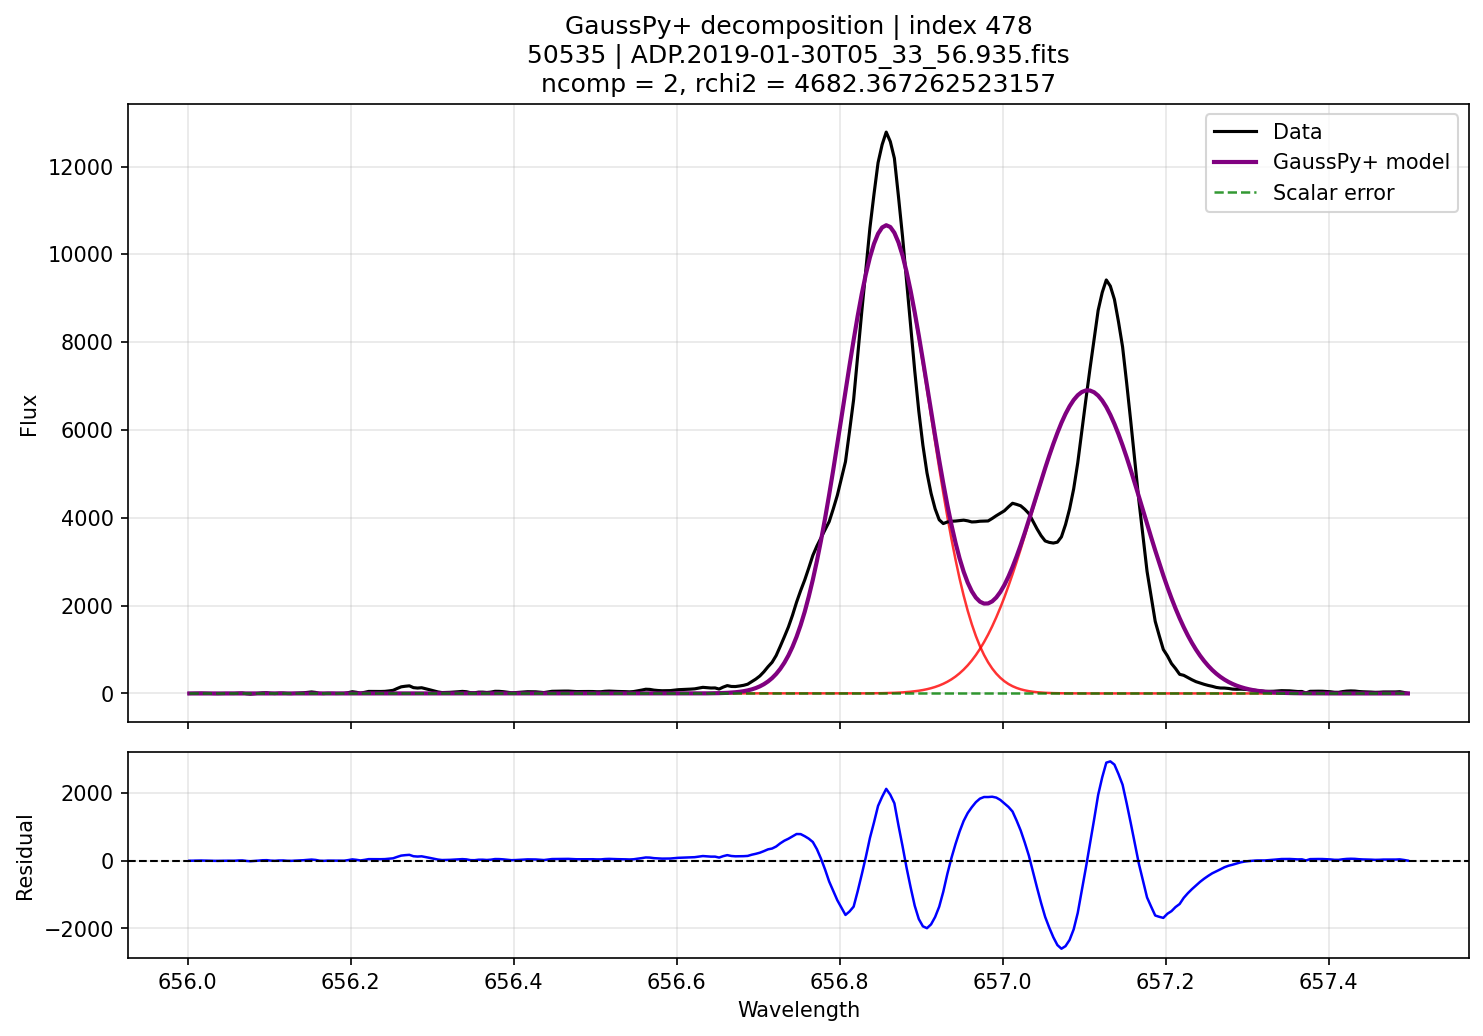 GaussPy+ decomposition | index 478
50535 | ADP.2019-01-30T05_33_56.935.fits
ncomp = 2, rchi2 = 4682.367262523157
Data
GaussPy+ model
Scalar error
12000
10000
8000
6000
4000
2000
0
Flux
2000
0
−2000
Residual
656.0 656.2 656.4 656.6 656.8 657.0 657.2 657.4
Wavelength